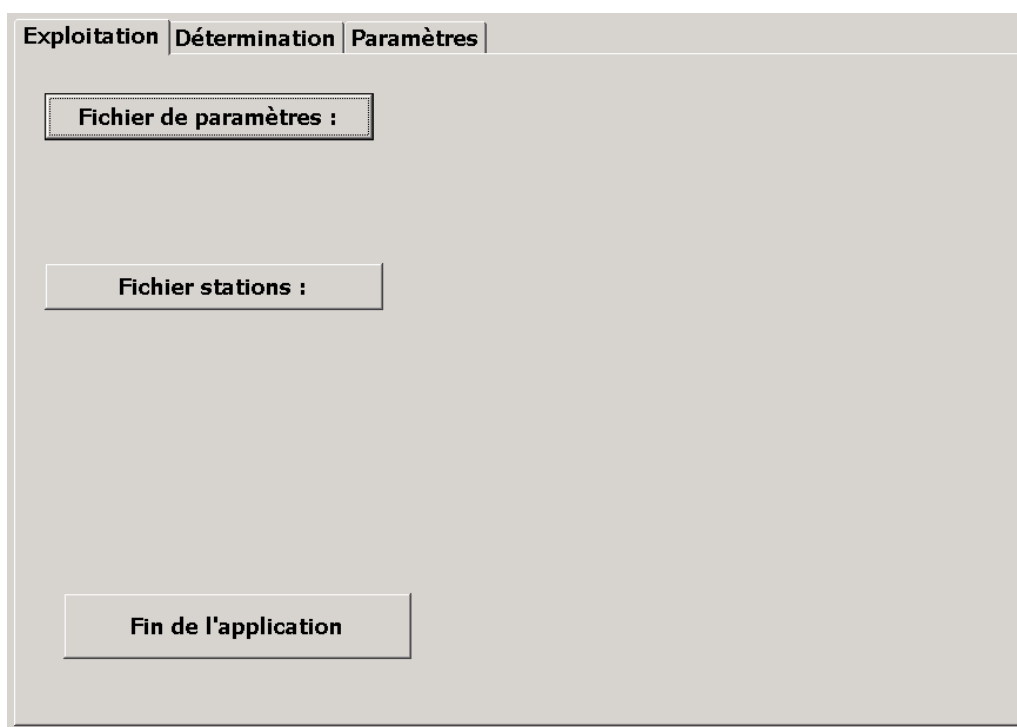 Exploitation Détermination Paramètres
Fichier de paramètres :
Fichier stations :
Fin de l'application